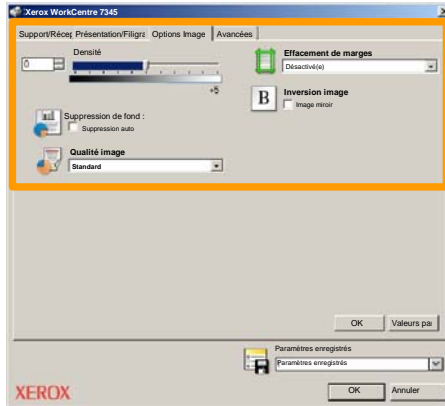 Xerox WorkCentre 7345
Support/Récep Présentation/Filigra Options Image Avancées
Densité
0
+5
Suppression de fond :
Suppression auto
Qualité image
Standard
Effacement de marges
Désactivé(e)
B
Inversion image
Image miroir
OK Valeurs par
Paramètres enregistrés
Paramètres enregistrés
XEROX
OK Annuler